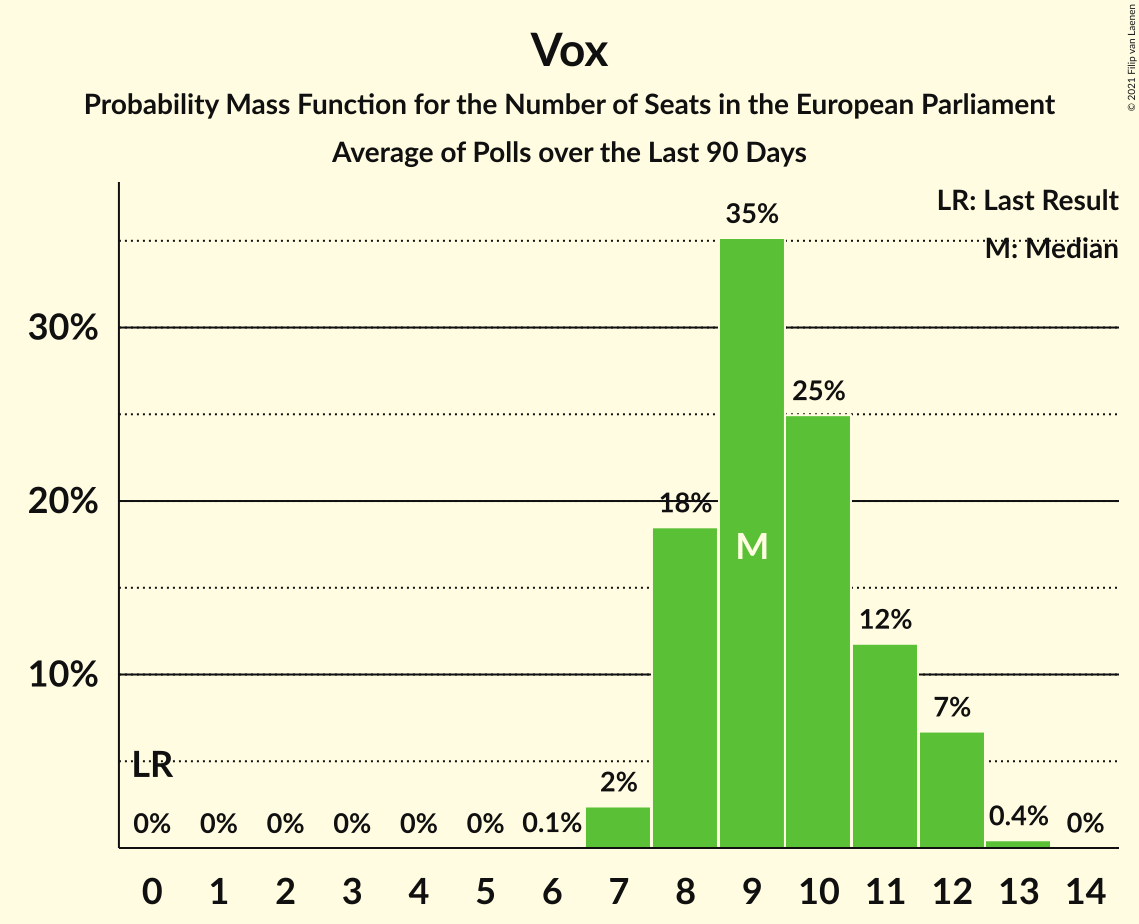 Vox
Probability Mass Function for the Number of Seats in the European Parliament
Average of Polls over the Last 90 Days
© 2021 Filip van Laenen
LR: Last Result
M: Median
35%
30%
25%
20%
18%
M
12%
10%
7%
LR
2%
0% 0% 0% 0% 0% 0% 0.1% 0.4% 0%
0 1 2 3 4 5 6 7 8 9 10 11 12 13 14